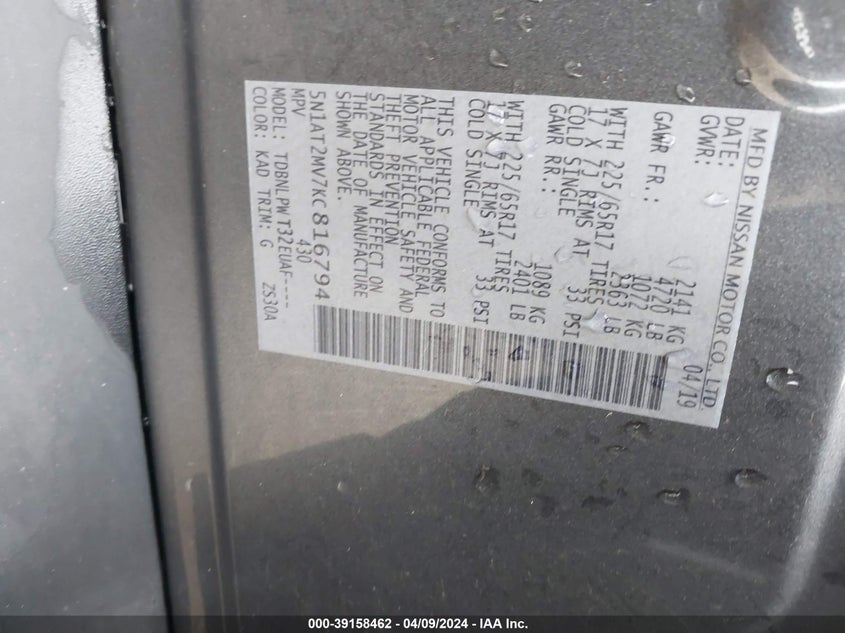 MFD BY NISSAN MOTOR CO., LTD.
DATE: 04/19
GVWR: 2141 KG
4720 LB
GAWR FR.: 1072 KG
2363 LB
WITH 225/65R17 TIRES
17 X 7J RIMS AT
COLD SINGLE 33 PSI
GAWR RR: 1089 KG
2401 LB
WITH 225/65R17 TIRES
17 X 7J RIMS AT
COLD SINGLE 33 PSI
THIS VEHICLE CONFORMS TO
ALL APPLICABLE FEDERAL
MOTOR VEHICLE SAFETY AND
THEFT PREVENTION
STANDARDS IN EFFECT ON
THE DATE OF MANUFACTURE
SHOWN ABOVE.
5N1AT2MV7KC816794
MPV 430
MODEL: TDBNLPWT32EUAF----
COLOR: KAD TRIM: G ZS30A
000-39158462 - 04/09/2024 - IAA Inc.